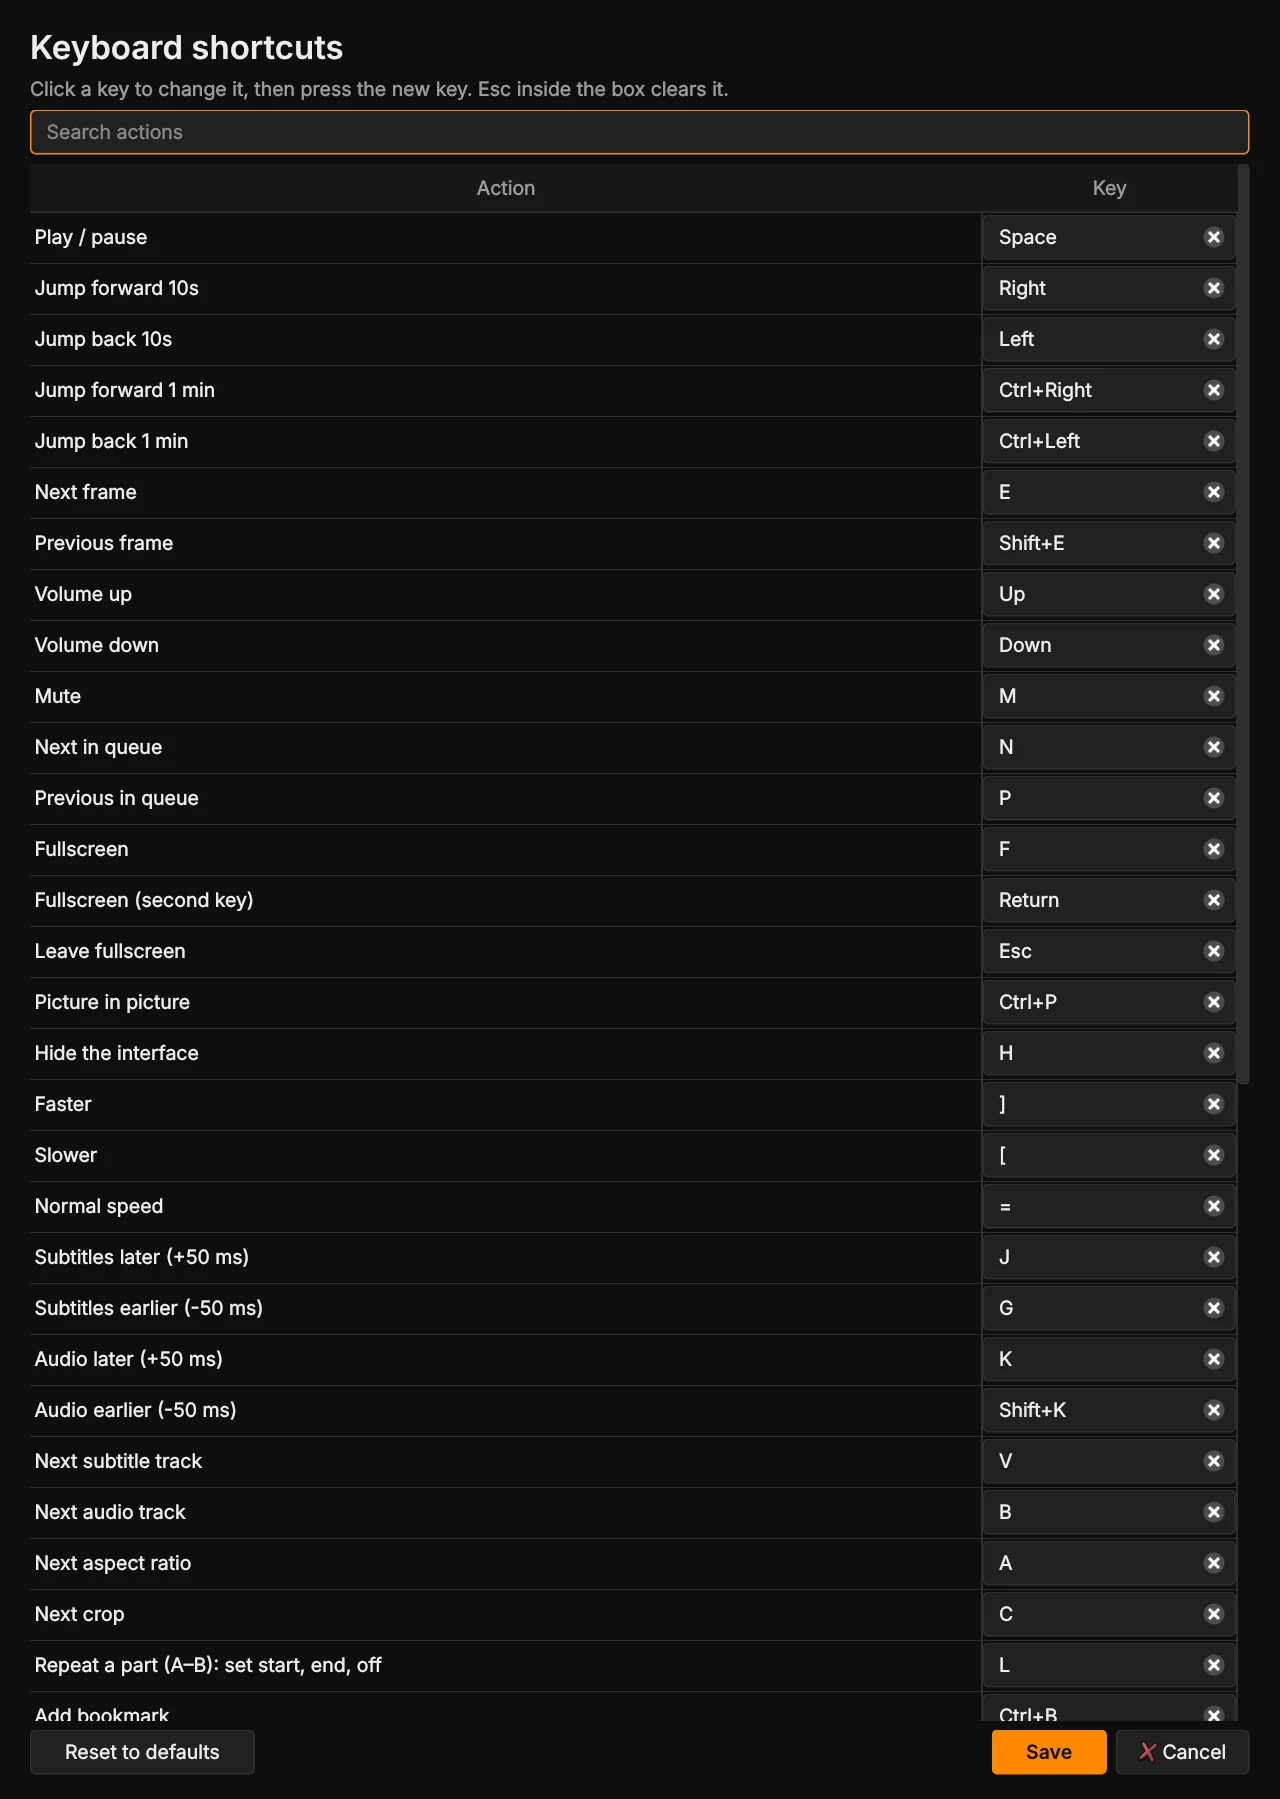 Keyboard shortcuts
Click a key to change it, then press the new key. Esc inside the box clears it.
Search actions
Action Key
Play / pause Space
Jump forward 10s Right
Jump back 10s Left
Jump forward 1 min Ctrl+Right
Jump back 1 min Ctrl+Left
Next frame E
Previous frame Shift+E
Volume up Up
Volume down Down
Mute M
Next in queue N
Previous in queue P
Fullscreen F
Fullscreen (second key) Return
Leave fullscreen Esc
Picture in picture Ctrl+P
Hide the interface H
Faster ]
Slower [
Normal speed =
Subtitles later (+50 ms) J
Subtitles earlier (-50 ms) G
Audio later (+50 ms) K
Audio earlier (-50 ms) Shift+K
Next subtitle track V
Next audio track B
Next aspect ratio A
Next crop C
Repeat a part (A–B): set start, end, off L
Add bookmark Ctrl+B
Reset to defaults Save Cancel